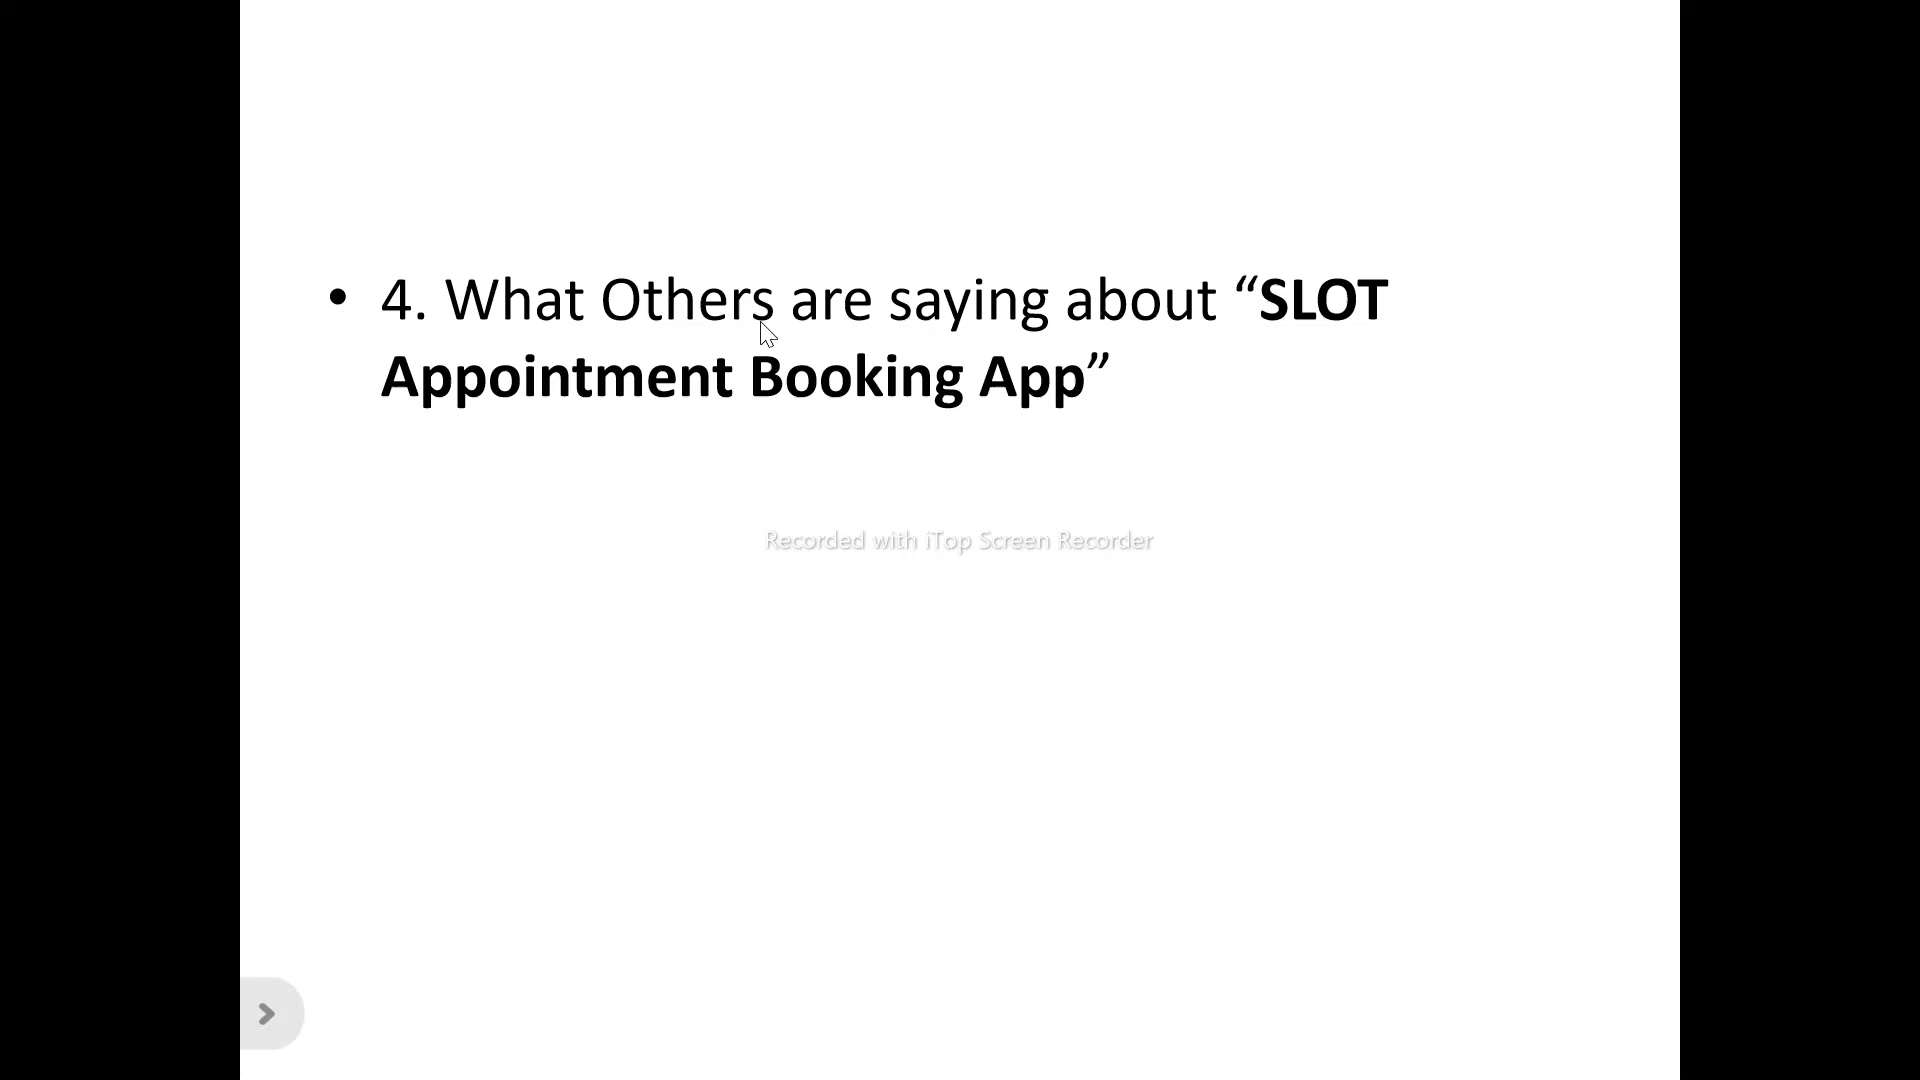 • 4. What Others are saying about “SLOT
Appointment Booking App”
Recorded with iTop Screen Recorder